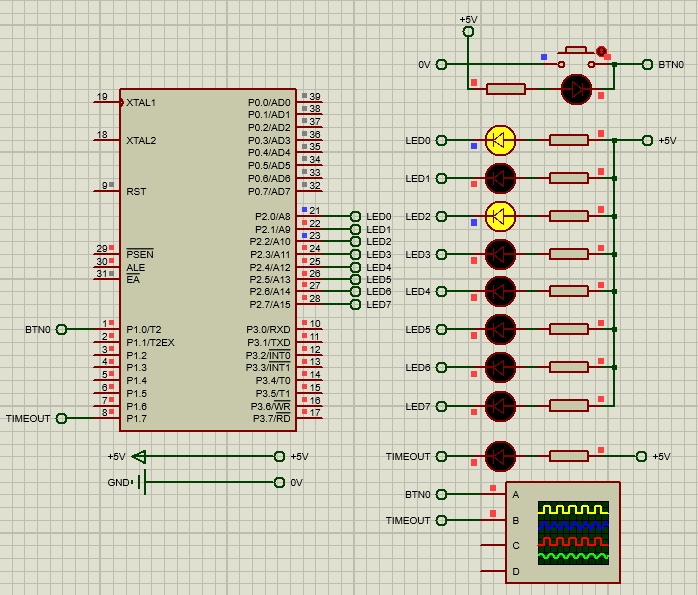 +5V
0V
BTN0
19 XTAL1 P0.0/AD0 39
P0.1/AD1 38
P0.2/AD2 37
18 XTAL2 P0.3/AD3 36
P0.4/AD4 35
P0.5/AD5 34
P0.6/AD6 33
9 RST P0.7/AD7 32
P2.0/A8 21 LED0
P2.1/A9 22 LED1
P2.2/A10 23 LED2
29 PSEN P2.3/A11 24 LED3
30 ALE P2.4/A12 25 LED4
31 EA P2.5/A13 26 LED5
P2.6/A14 27 LED6
P2.7/A15 28 LED7
BTN0 1 P1.0/T2 P3.0/RXD 10
2 P1.1/T2EX P3.1/TXD 11
3 P1.2 P3.2/INT0 12
4 P1.3 P3.3/INT1 13
5 P1.4 P3.4/T0 14
6 P1.5 P3.5/T1 15
7 P1.6 P3.6/WR 16
TIMEOUT 8 P1.7 P3.7/RD 17
+5V +5V
GND 0V
LED0 +5V
LED1
LED2
LED3
LED4
LED5
LED6
LED7
TIMEOUT +5V
BTN0 A
TIMEOUT B
C
D